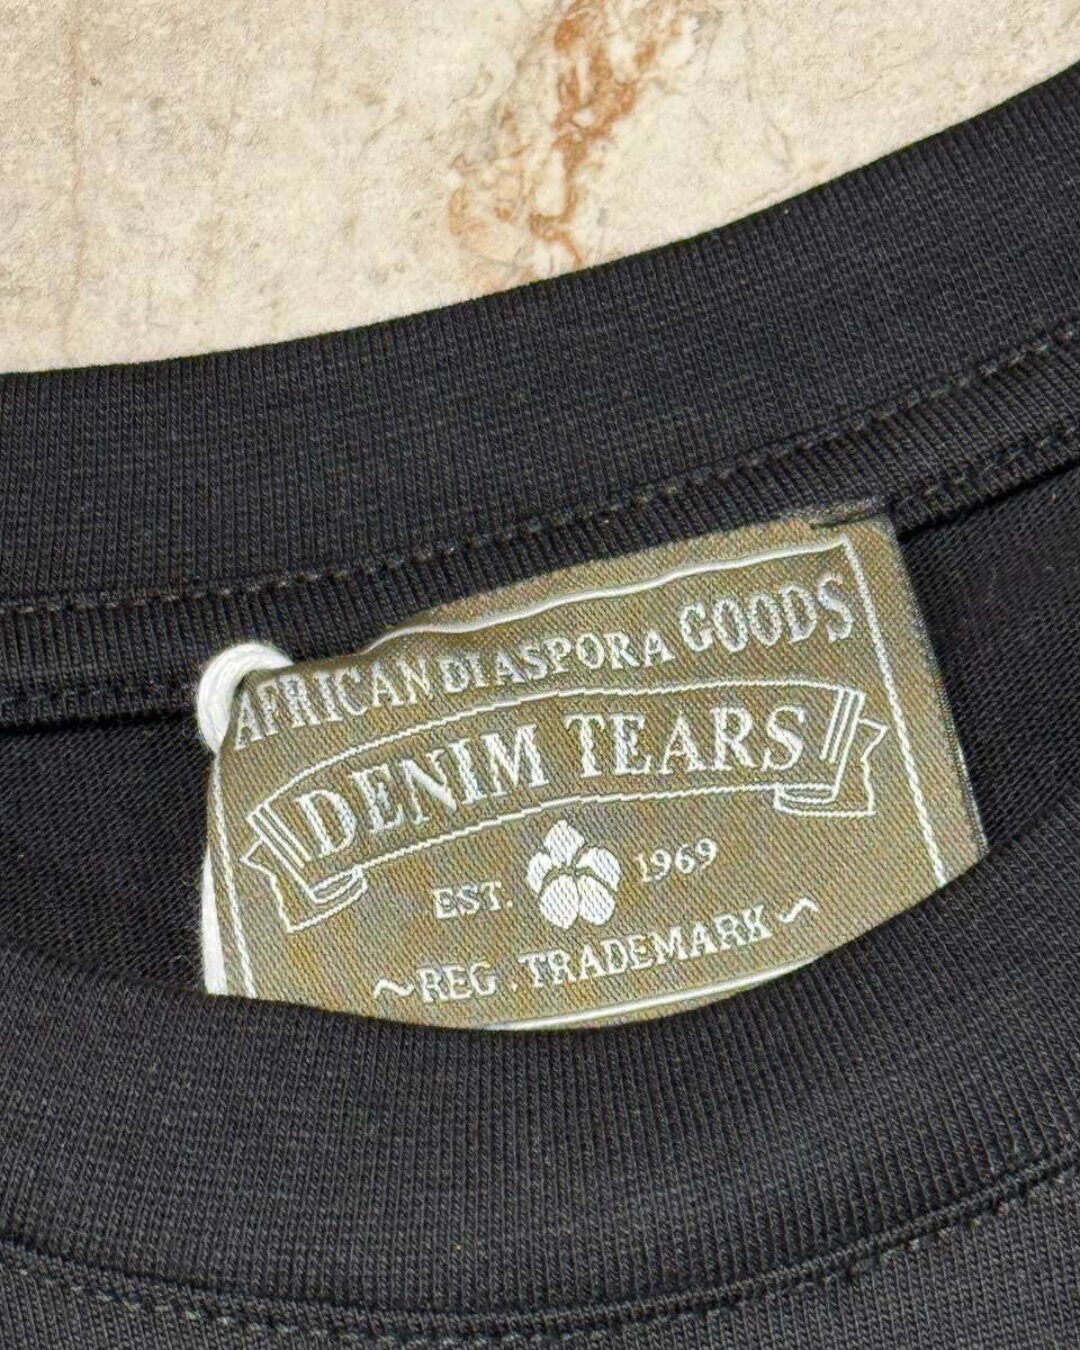 AFRICAN DIASPORA GOODS
DENIM TEARS
EST. 1969
~REG. TRADEMARK~